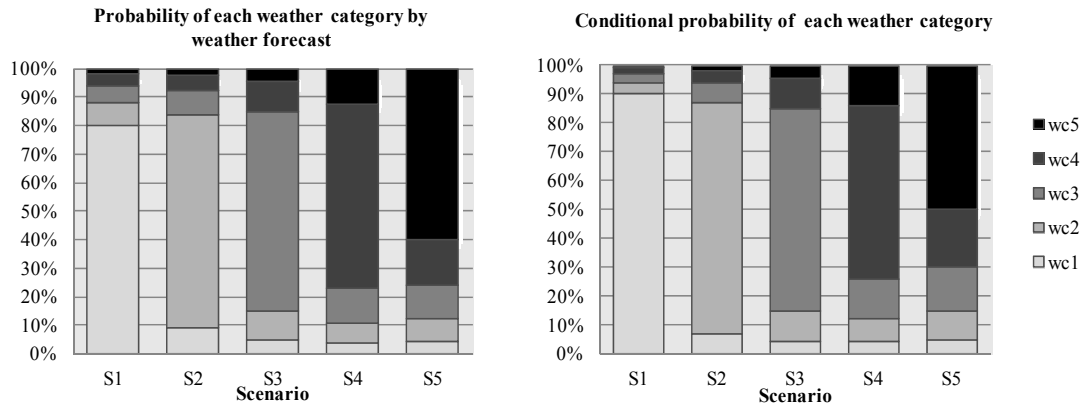 Probability of each weather category by
weather forecast
100%
90%
80%
70%
60%
50%
40%
30%
20%
10%
0%
S1 S2 S3 S4 S5
Scenario
Conditional probability of each weather category
100%
90%
80%
70%
60%
50%
40%
30%
20%
10%
0%
S1 S2 S3 S4 S5
Scenario
wc5
wc4
wc3
wc2
wc1